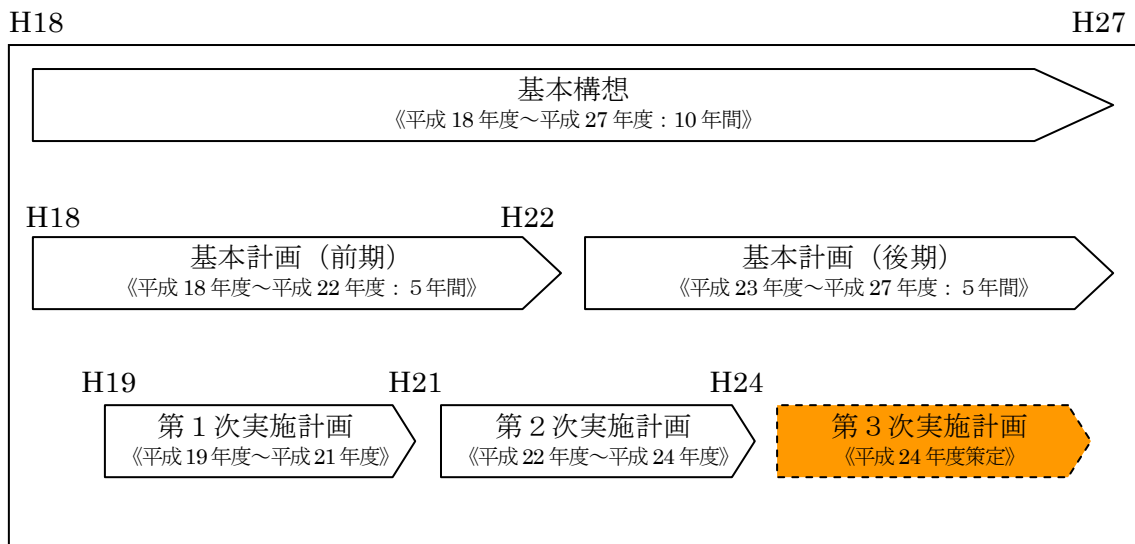 H18 H27
基本構想
《平成 18 年度～平成 27 年度：10 年間》
H18 H22
基本計画（前期） 基本計画（後期）
《平成 18 年度～平成 22 年度：５年間》 《平成 23 年度～平成 27 年度：５年間》
H19 H21 H24
第１次実施計画 第２次実施計画 第３次実施計画
《平成 19 年度～平成 21 年度》 《平成 22 年度～平成 24 年度》 《平成 24 年度策定》